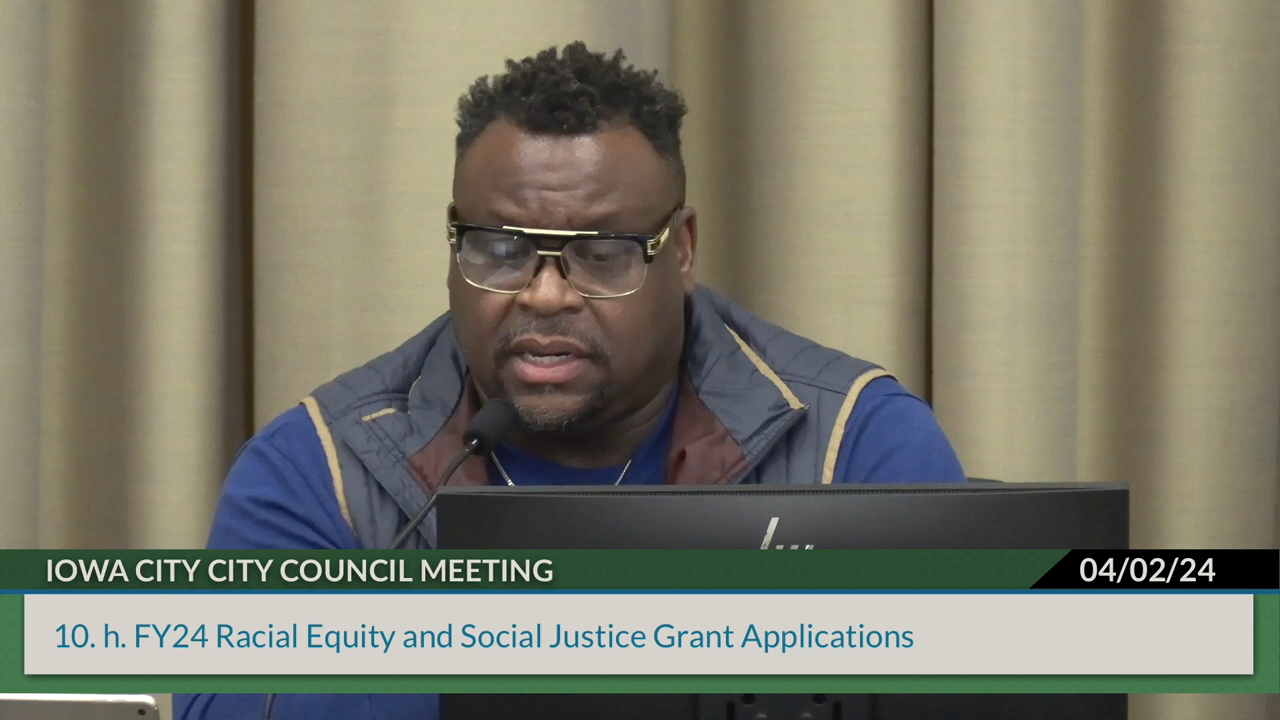 IOWA CITY CITY COUNCIL MEETING
04/02/24
10. h. FY24 Racial Equity and Social Justice Grant Applications